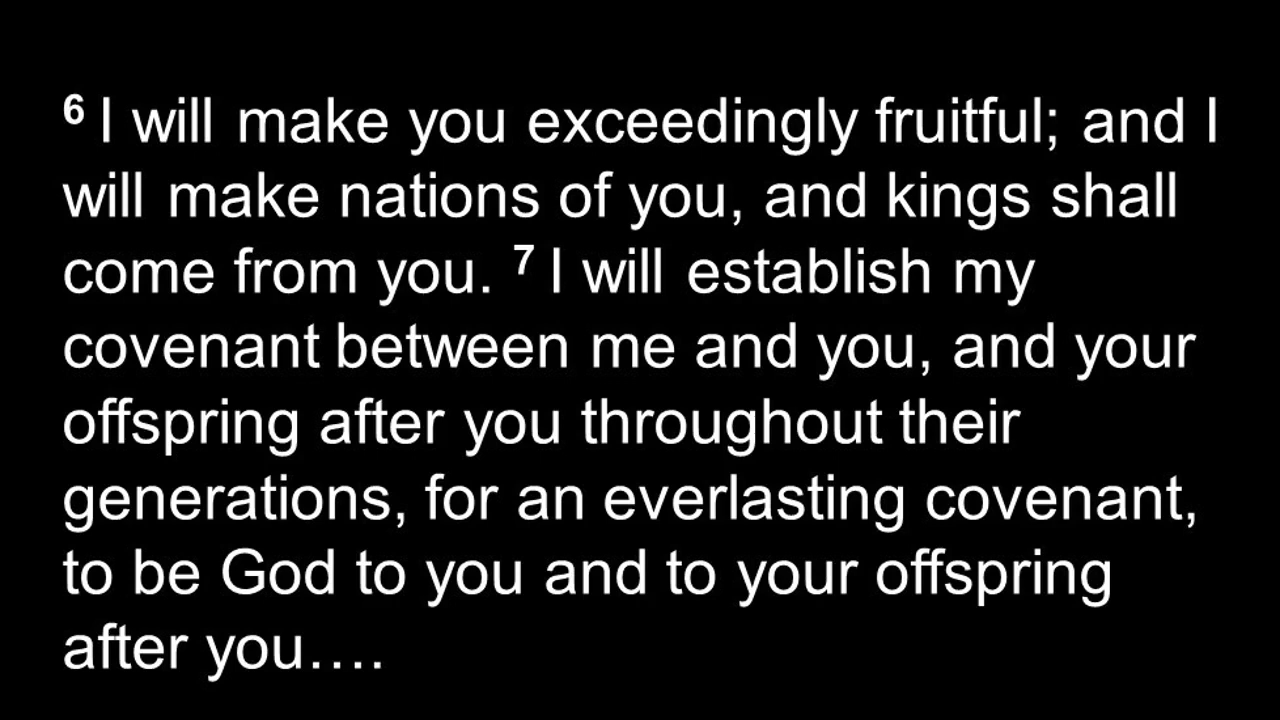 6 I will make you exceedingly fruitful; and I
will make nations of you, and kings shall
come from you. 7 I will establish my
covenant between me and you, and your
offspring after you throughout their
generations, for an everlasting covenant,
to be God to you and to your offspring
after you….